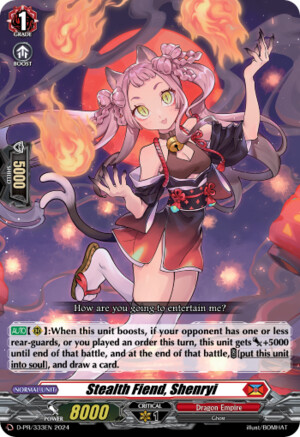 1
GRADE
BOOST
5000
SHIELD
How are you going to entertain me?
AUTO [ ]:When this unit boosts, if your opponent has one or less
rear-guards, or you played an order this turn, this unit gets +5000
until end of that battle, and at the end of that battle, [put this unit
into soul], and draw a card.
NORMAL UNIT
Stealth Fiend, Shenryi
POWER 8000
CRITICAL
1
Dragon Empire
Ghost
D-PR/333EN 2024
illust/BOMHAT